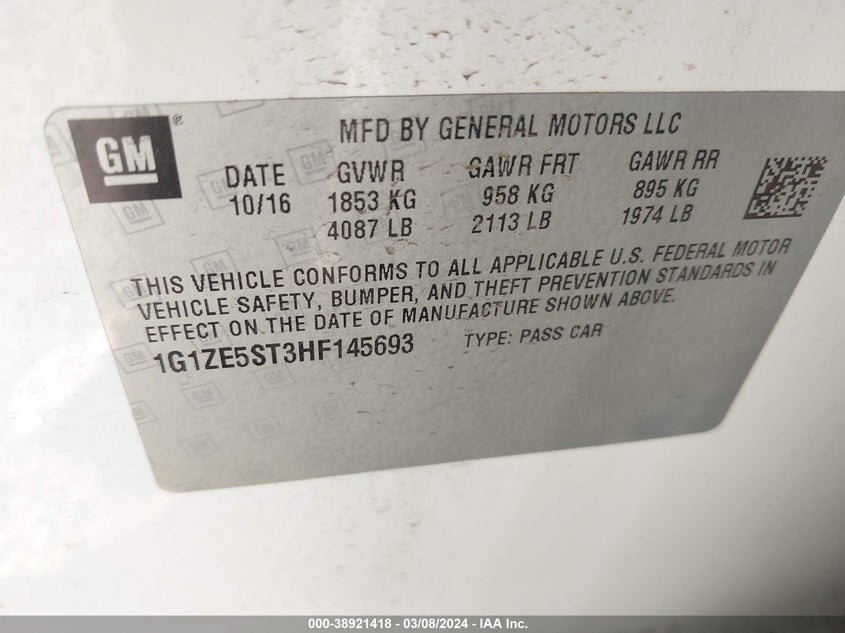 GM ®
MFD BY GENERAL MOTORS LLC
DATE GVWR GAWR FRT GAWR RR
10/16 1853 KG 958 KG 895 KG
4087 LB 2113 LB 1974 LB
THIS VEHICLE CONFORMS TO ALL APPLICABLE U.S. FEDERAL MOTOR
VEHICLE SAFETY, BUMPER, AND THEFT PREVENTION STANDARDS IN
EFFECT ON THE DATE OF MANUFACTURE SHOWN ABOVE.
1G1ZE5ST3HF145693 TYPE: PASS CAR
000-38921418 - 03/08/2024 - IAA Inc.